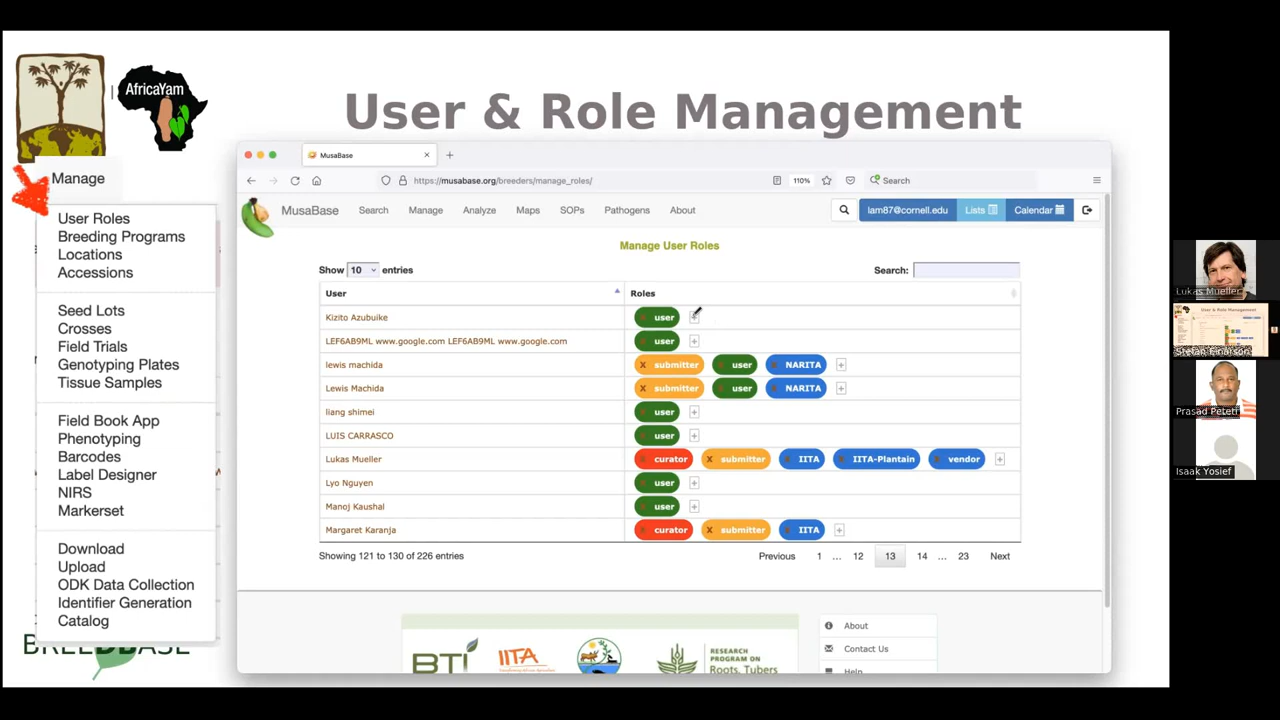 AfricaYam
User & Role Management
Manage
User Roles
Breeding Programs
Locations
Accessions
Seed Lots
Crosses
Field Trials
Genotyping Plates
Tissue Samples
Field Book App
Phenotyping
Barcodes
Label Designer
NIRS
Markerset
Download
Upload
ODK Data Collection
Identifier Generation
Catalog
BREEDBASE
MusaBase
https://musabase.org/breeders/manage_roles/
110%
Search
MusaBase Search Manage Analyze Maps SOPs Pathogens About
lam87@cornell.edu Lists Calendar
Manage User Roles
Show 10 entries
Search:
User Roles
Kizito Azubuike x user +
LEF6AB9ML www.google.com LEF6AB9ML www.google.com x user +
lewis machida x submitter x user x NARITA +
Lewis Machida x submitter x user x NARITA +
liang shimei x user +
LUIS CARRASCO x user +
Lukas Mueller x curator x submitter x IITA x IITA-Plantain x vendor +
Lyo Nguyen x user +
Manoj Kaushal x user +
Margaret Karanja x curator x submitter x IITA +
Showing 121 to 130 of 226 entries
Previous 1 ... 12 13 14 ... 23 Next
BTI
IITA
RESEARCH
PROGRAM ON
Roots, Tubers
About
Contact Us
Help
Lukas Mueller
User & Role Management
Stefan Einarson
Prasad Peteti
Isaak Yosief